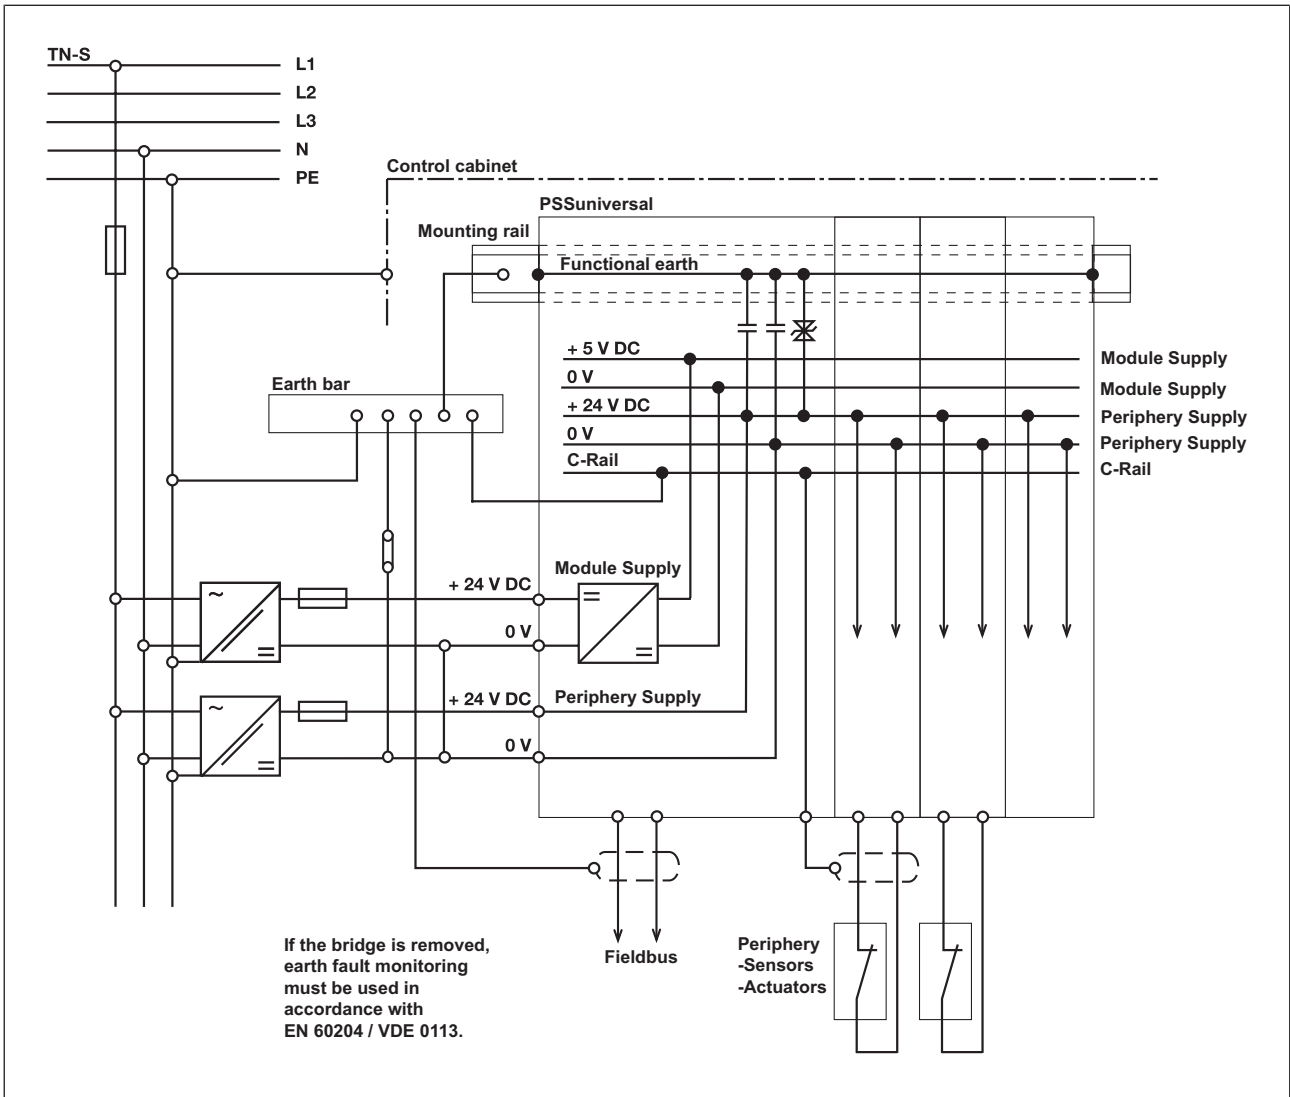 TN-S
L1
L2
L3
N
PE
Control cabinet
PSSuniversal
Mounting rail
Functional earth
+ 5 V DC
Module Supply
0 V
Module Supply
Earth bar
+ 24 V DC
Periphery Supply
0 V
Periphery Supply
C-Rail
C-Rail
Module Supply
+ 24 V DC
0 V
+ 24 V DC
Periphery Supply
0 V
If the bridge is removed,
earth fault monitoring
must be used in
accordance with
EN 60204 / VDE 0113.
Fieldbus
Periphery
-Sensors
-Actuators